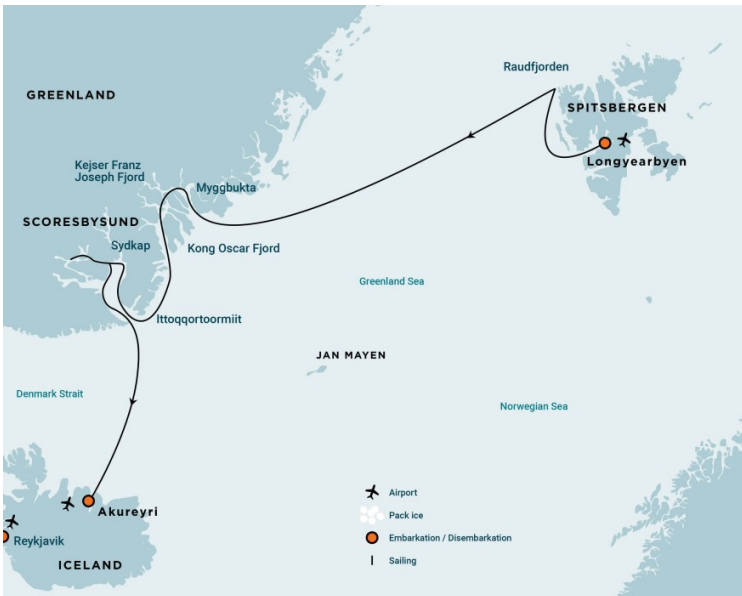 Raudfjorden
GREENLAND
SPITSBERGEN
Longyearbyen
Kejser Franz
Joseph Fjord
Myggbukta
SCORESBYSUND
Sydkap
Kong Oscar Fjord
Greenland Sea
Ittoqqortoormiit
JAN MAYEN
Denmark Strait
Norwegian Sea
Airport
Akureyri
Pack ice
Reykjavik
Embarkation / Disembarkation
ICELAND
Sailing